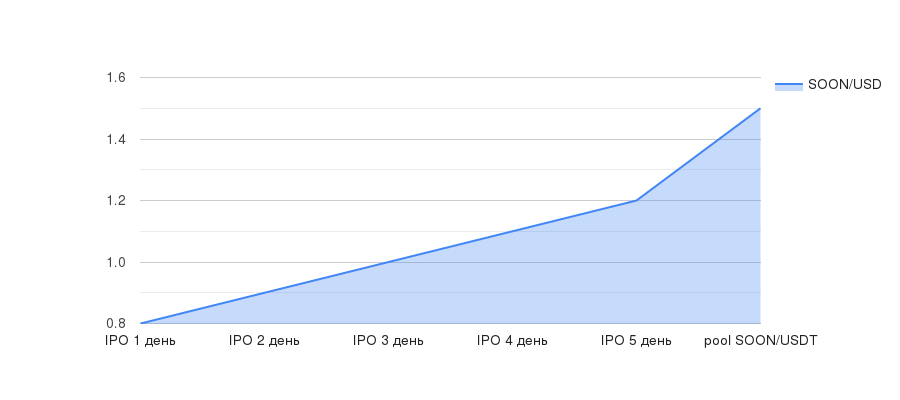 1.6
SOON/USD
1.4
1.2
1.0
0.8
IPO 1 день
IPO 2 день
IPO 3 день
IPO 4 день
IPO 5 день
pool SOON/USDT